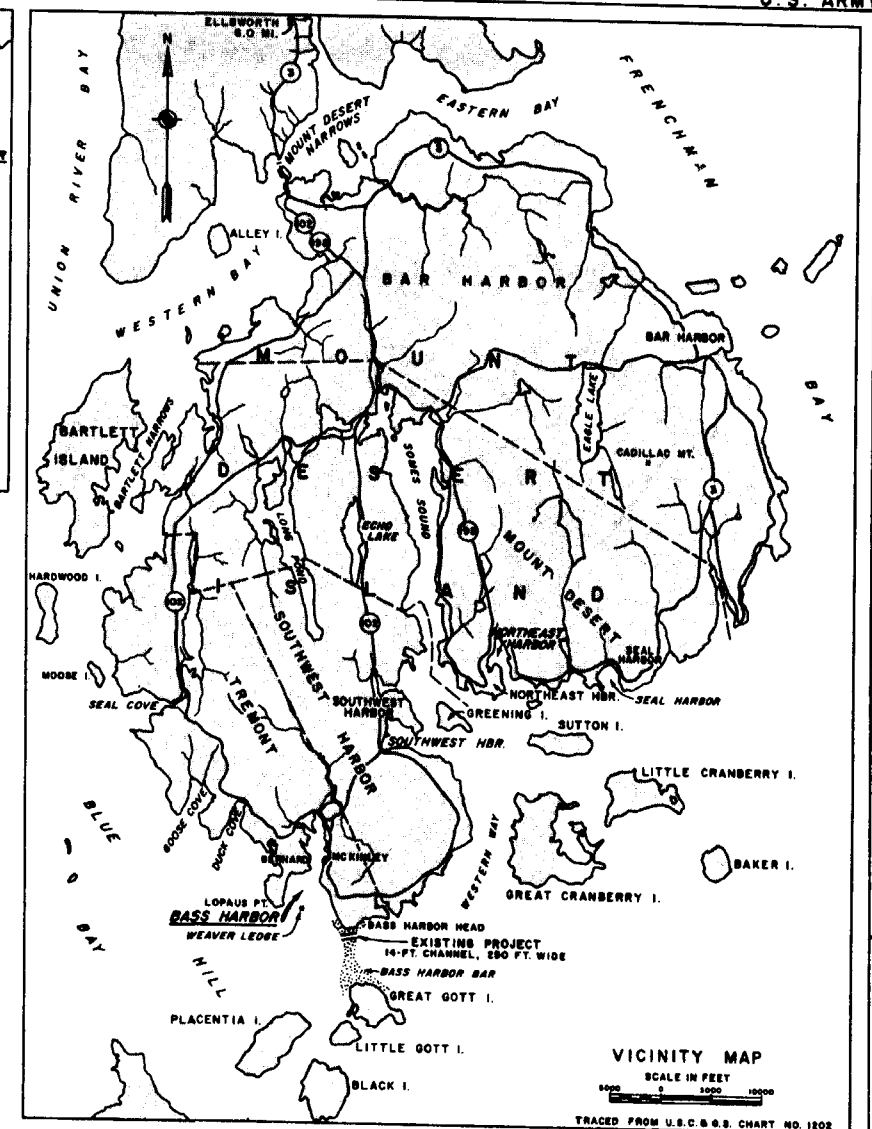 U.S. ARMY
ELLSWORTH
6.0 MI.
N
3
UNION RIVER BAY
MOUNT DESERT
NARROWS
EASTERN BAY
FRENCHMAN
BAY
3
102
198
ALLEY I.
WESTERN BAY
BAR HARBOR
BAR HARBOR
MOUNT
DESERT
ISLAND
EAGLE LAKE
CADILLAC MT.
3
BARTLETT
ISLAND
BARTLETT NARROWS
SOMES
SOUND
LONG
POND
ECHO
LAKE
198
MOUNT
DESERT
HARDWOOD I.
102
102
MOOSE I.
SEAL COVE
SOUTHWEST
HARBOR
TREMONT
NORTHEAST
HARBOR
SEAL
HARBOR
NORTHEAST HBR.
SEAL HARBOR
SOUTHWEST
HARBOR
GREENING I.
SUTTON I.
SOUTHWEST HBR.
LITTLE CRANBERRY I.
BLUE
HILL
BAY
GOOSE COVE
DUCK COVE
BERNARD
MCKINLEY
WESTERN WAY
BAKER I.
GREAT CRANBERRY I.
LOPAUS PT.
BASS HARBOR
WEAVER LEDGE
BASS HARBOR HEAD
EXISTING PROJECT
14-FT. CHANNEL, 290 FT. WIDE
BASS HARBOR BAR
GREAT GOTT I.
PLACENTIA I.
LITTLE GOTT I.
BLACK I.
VICINITY MAP
SCALE IN FEET
5000 0 5000 10000
TRACED FROM U.S.C.& G.S. CHART NO. 1202